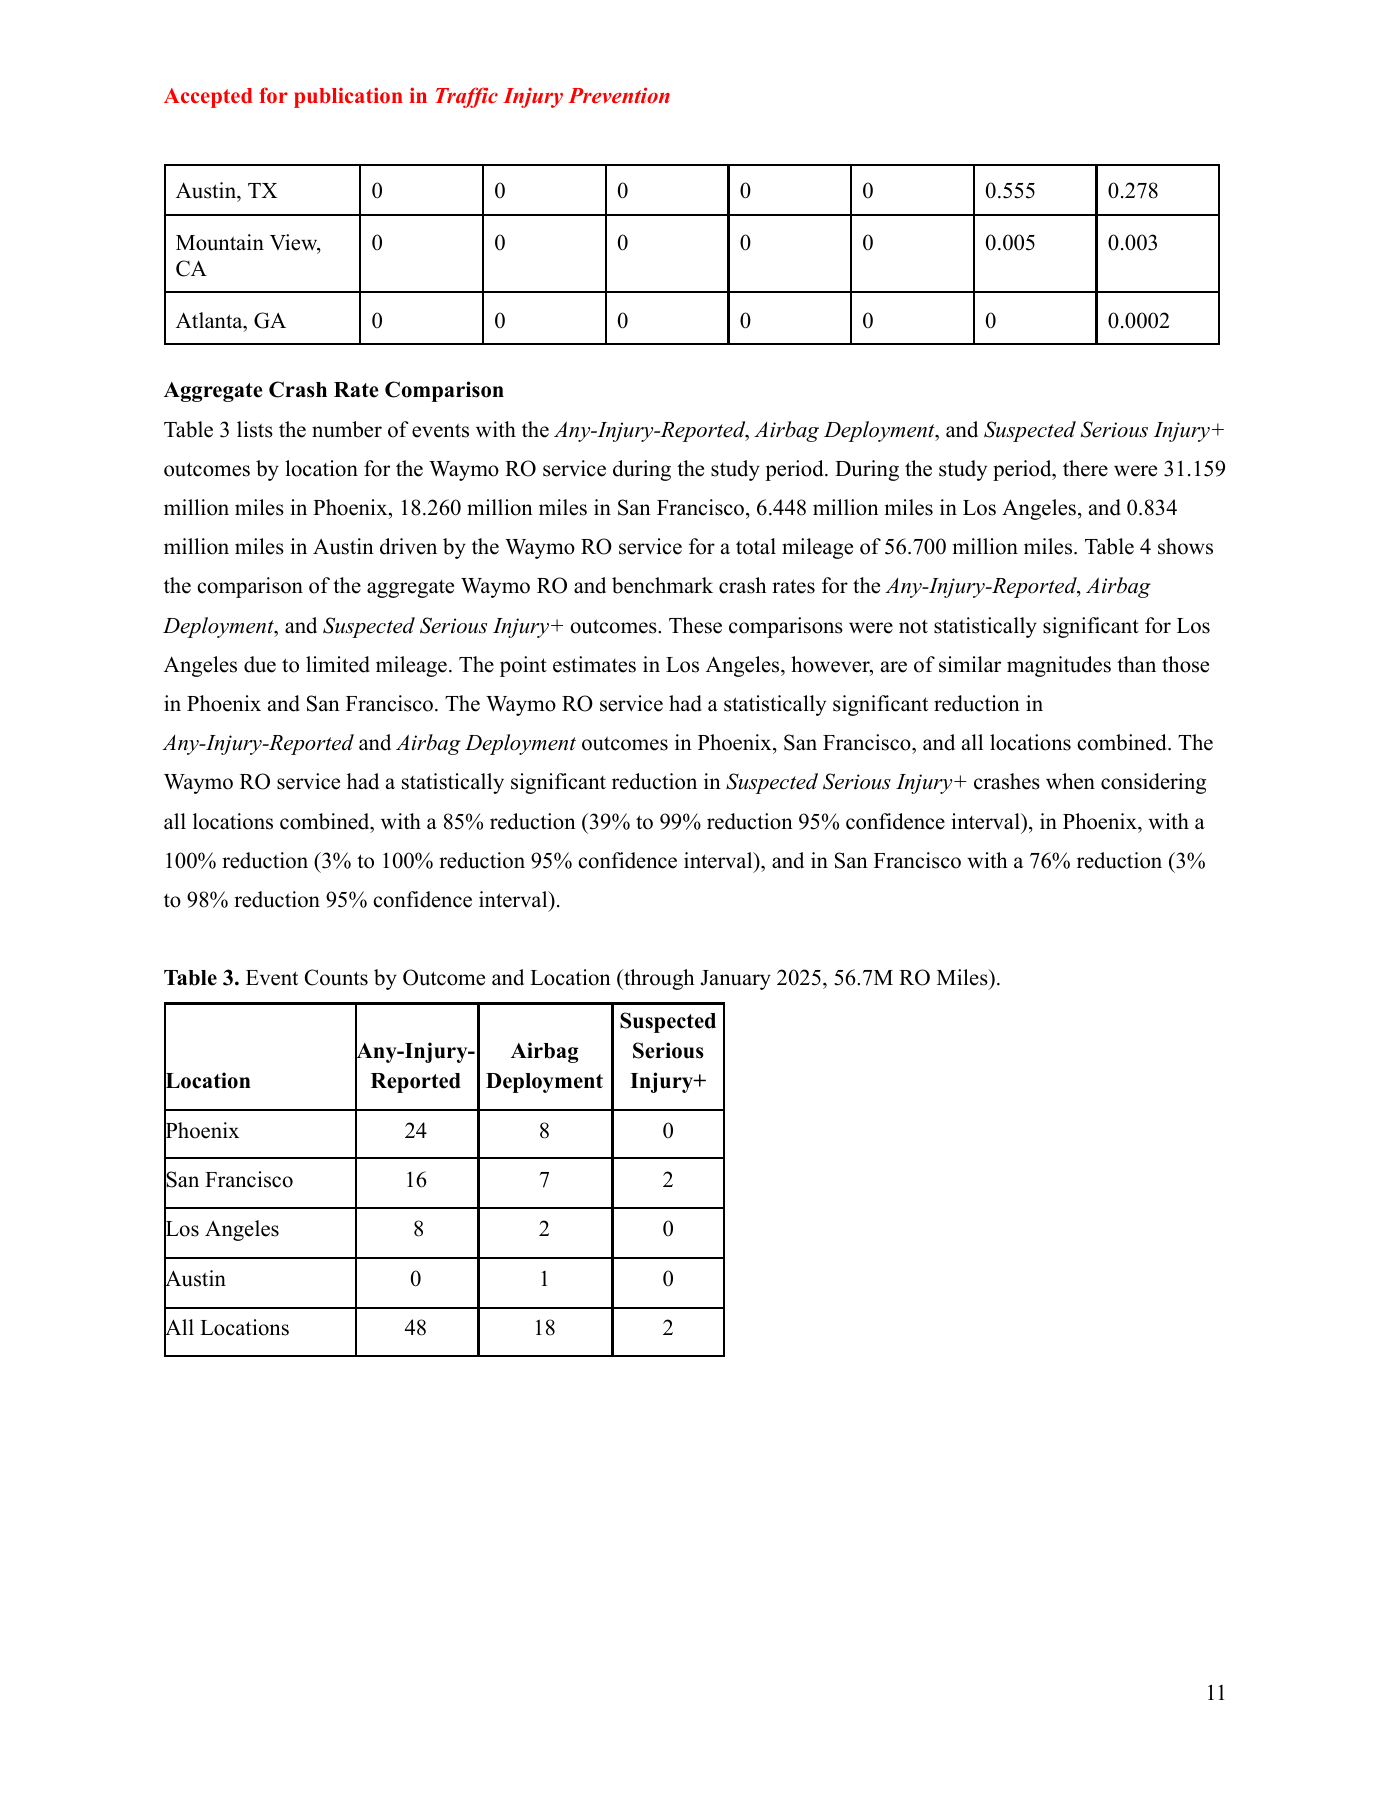 Accepted for publication in Traffic Injury Prevention
Austin, TX 0 0 0 0 0 0.555 0.278
Mountain View, 0 0 0 0 0 0.005 0.003
CA
Atlanta, GA 0 0 0 0 0 0 0.0002
Aggregate Crash Rate Comparison
Table 3 lists the number of events with the Any-Injury-Reported, Airbag Deployment, and Suspected Serious Injury+
outcomes by location for the Waymo RO service during the study period. During the study period, there were 31.159
million miles in Phoenix, 18.260 million miles in San Francisco, 6.448 million miles in Los Angeles, and 0.834
million miles in Austin driven by the Waymo RO service for a total mileage of 56.700 million miles. Table 4 shows
the comparison of the aggregate Waymo RO and benchmark crash rates for the Any-Injury-Reported, Airbag
Deployment, and Suspected Serious Injury+ outcomes. These comparisons were not statistically significant for Los
Angeles due to limited mileage. The point estimates in Los Angeles, however, are of similar magnitudes than those
in Phoenix and San Francisco. The Waymo RO service had a statistically significant reduction in
Any-Injury-Reported and Airbag Deployment outcomes in Phoenix, San Francisco, and all locations combined. The
Waymo RO service had a statistically significant reduction in Suspected Serious Injury+ crashes when considering
all locations combined, with a 85% reduction (39% to 99% reduction 95% confidence interval), in Phoenix, with a
100% reduction (3% to 100% reduction 95% confidence interval), and in San Francisco with a 76% reduction (3%
to 98% reduction 95% confidence interval).
Table 3. Event Counts by Outcome and Location (through January 2025, 56.7M RO Miles).
Suspected
Any-Injury- Airbag Serious
Location Reported Deployment Injury+
Phoenix 24 8 0
San Francisco 16 7 2
Los Angeles 8 2 0
Austin 0 1 0
All Locations 48 18 2
11